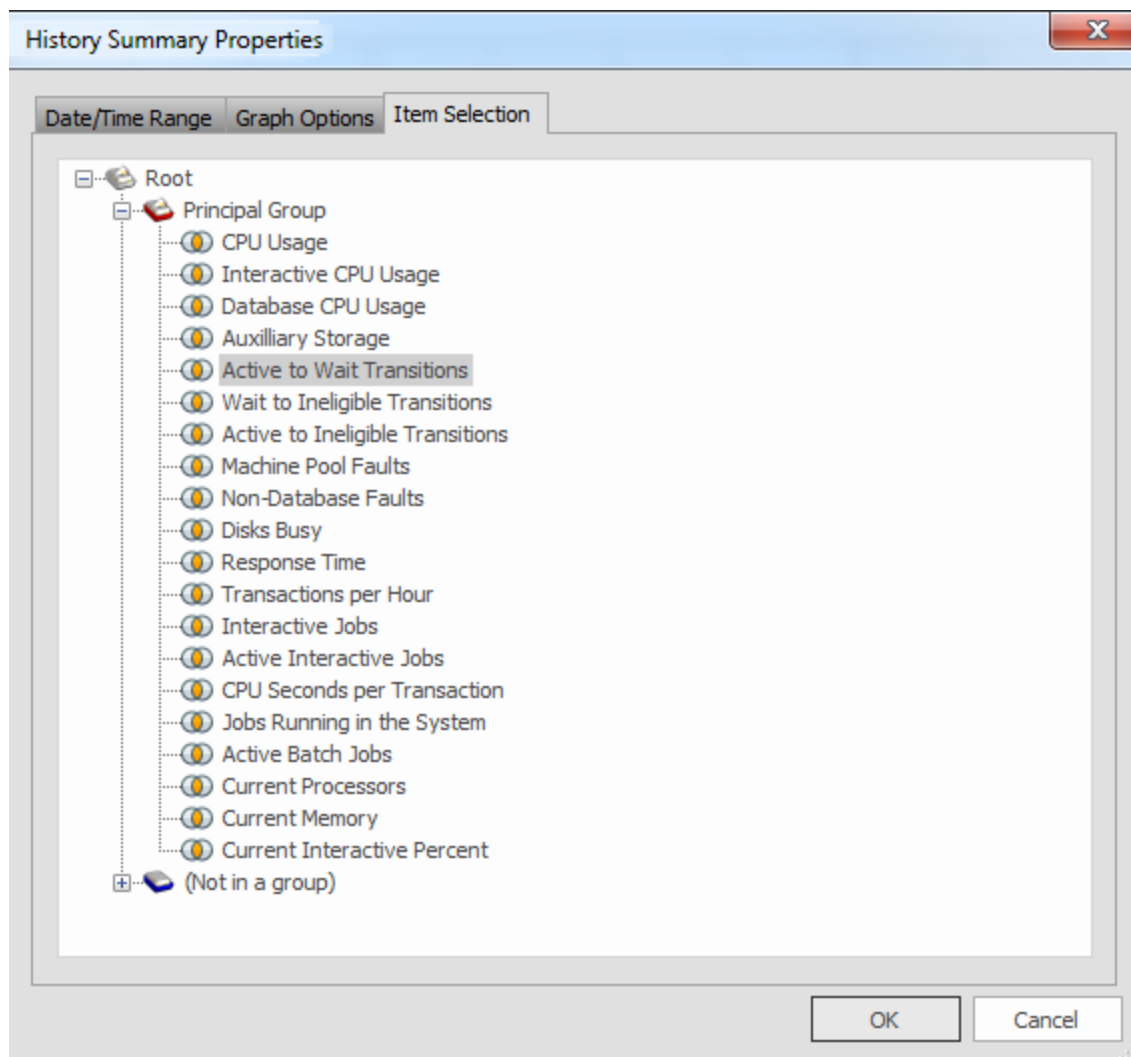 History Summary Properties
Date/Time Range Graph Options Item Selection
Root
Principal Group
CPU Usage
Interactive CPU Usage
Database CPU Usage
Auxilliary Storage
Active to Wait Transitions
Wait to Ineligible Transitions
Active to Ineligible Transitions
Machine Pool Faults
Non-Database Faults
Disks Busy
Response Time
Transactions per Hour
Interactive Jobs
Active Interactive Jobs
CPU Seconds per Transaction
Jobs Running in the System
Active Batch Jobs
Current Processors
Current Memory
Current Interactive Percent
(Not in a group)
OK Cancel